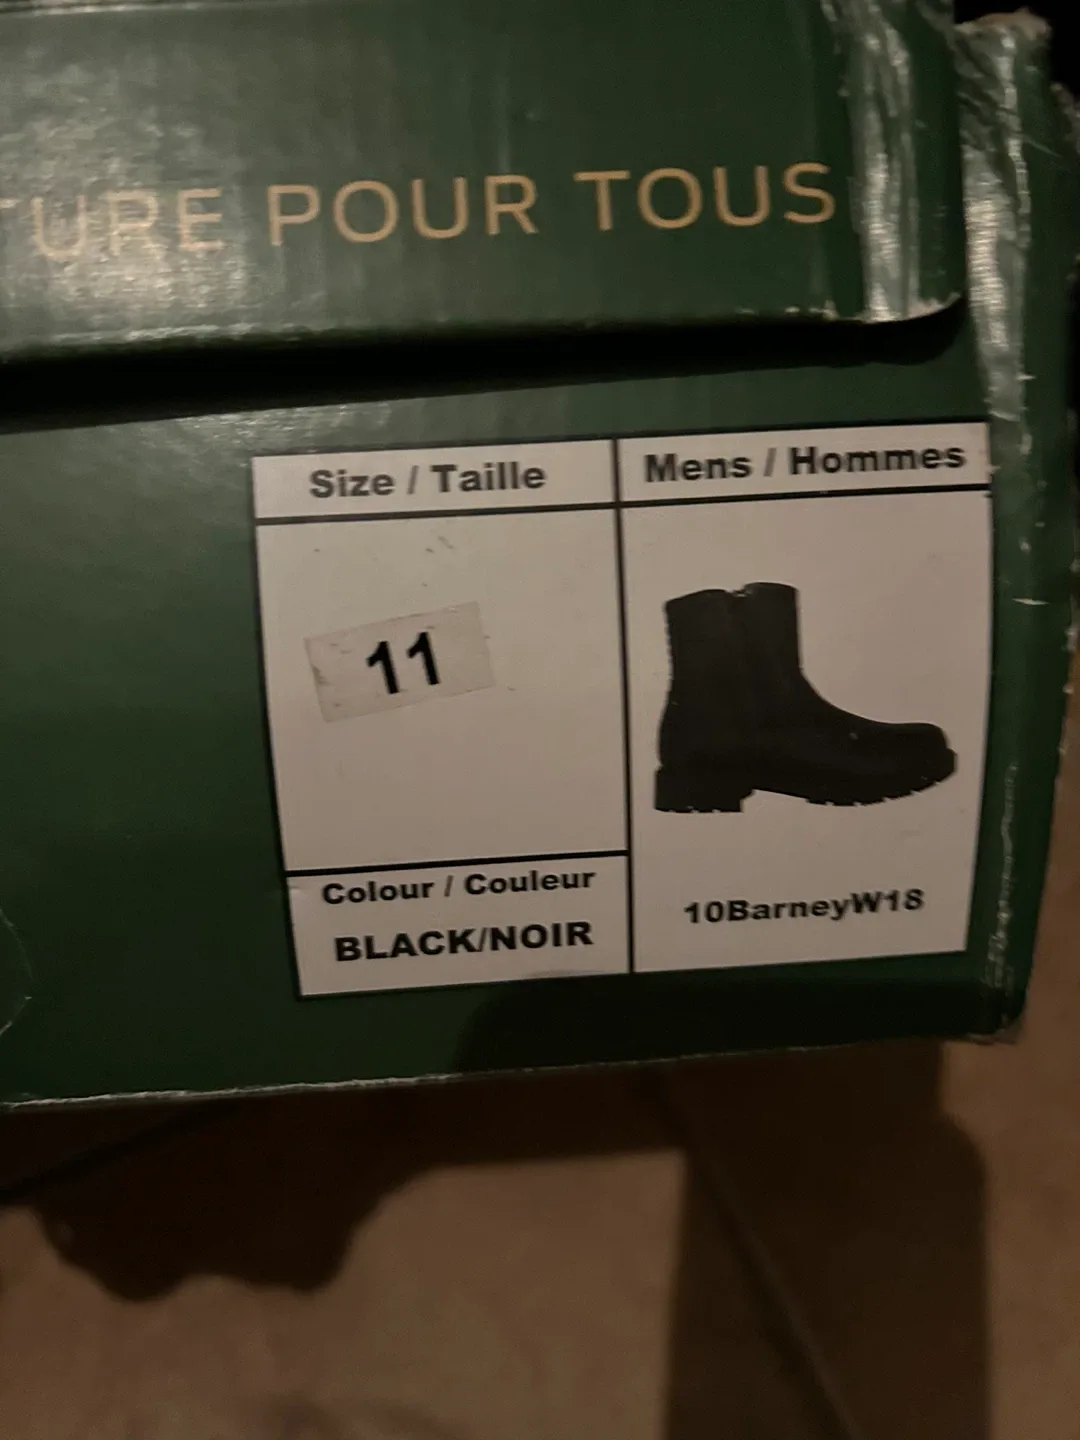 TURE POUR TOUS
Size / Taille
Mens / Hommes
11
Colour / Couleur
BLACK/NOIR
10BarneyW18